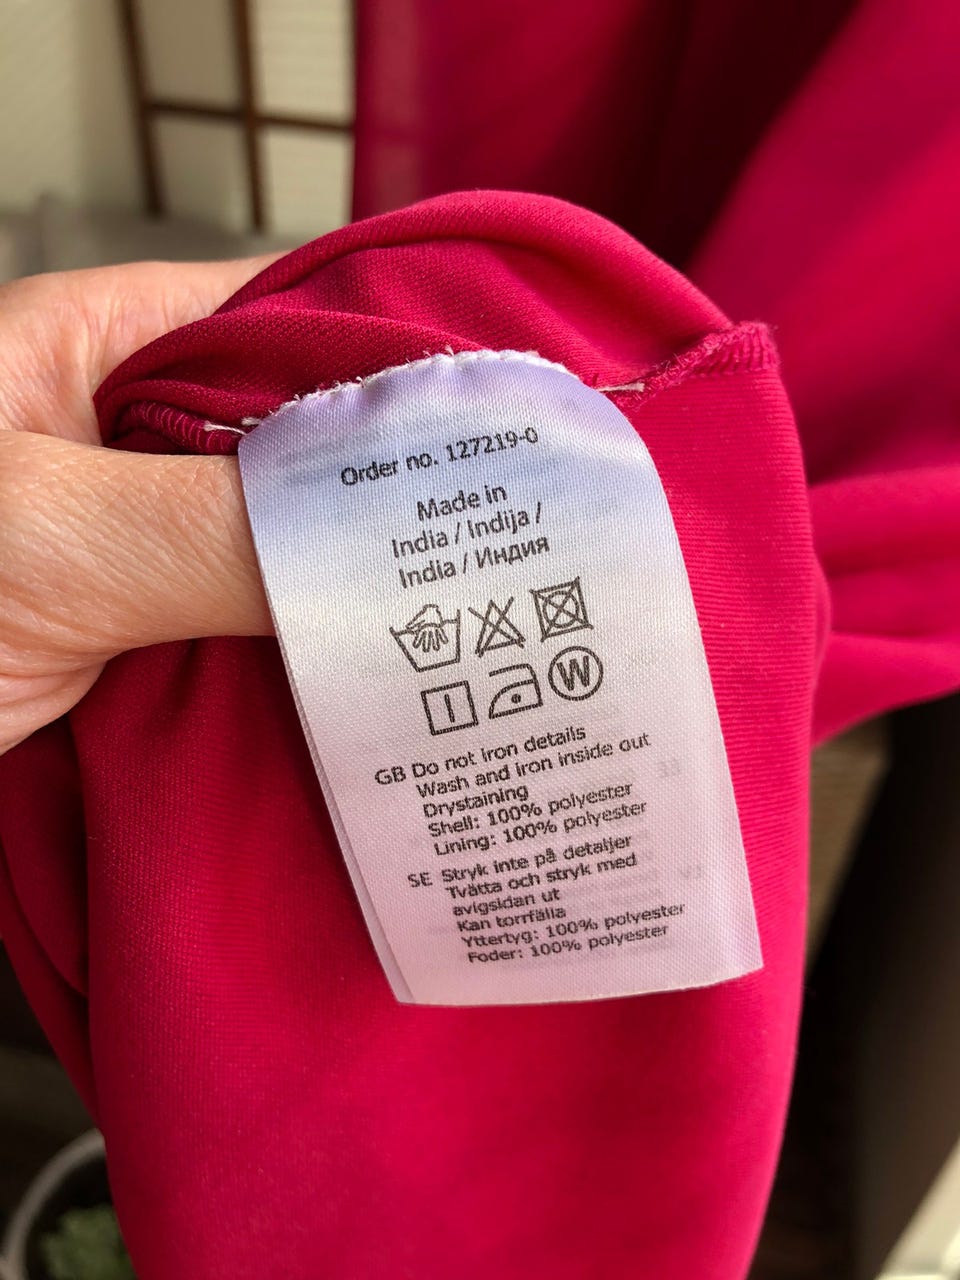 Order no. 127219-0
Made in
India / Indija /
India / Индия
W
GB Do not iron details
Wash and iron inside out
Drystaining
Shell: 100% polyester
Lining: 100% polyester
SE Stryk inte på detaljer
Tvätta och stryk med
avigsidan ut
Kan torrfälla
Yttertyg: 100% polyester
Foder: 100% polyester